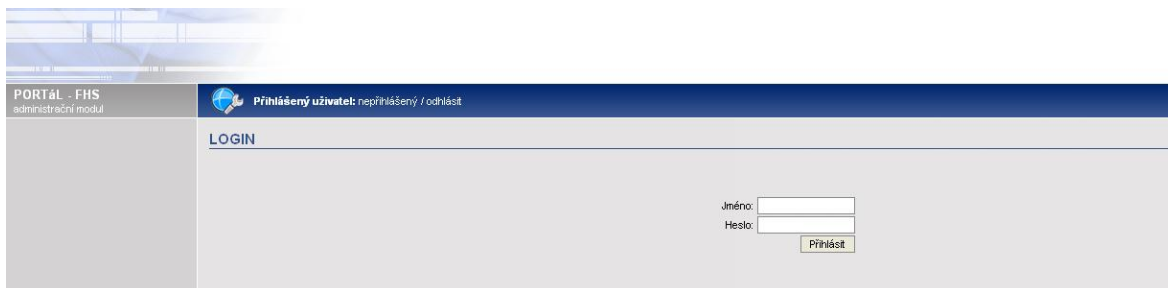 PORTáL - FHS
administrační modul
Přihlášený uživatel: nepřihlášený / odhlásit
LOGIN
Jméno:
Heslo:
Přihlásit